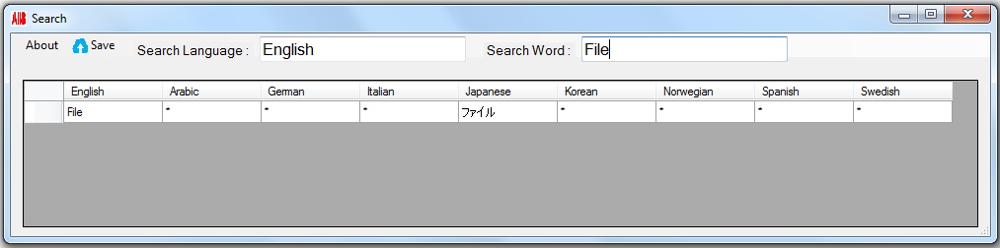 ABB Search
About Save Search Language : English Search Word : File
English Arabic German Italian Japanese Korean Norwegian Spanish Swedish
File * * * ファイル * * * *